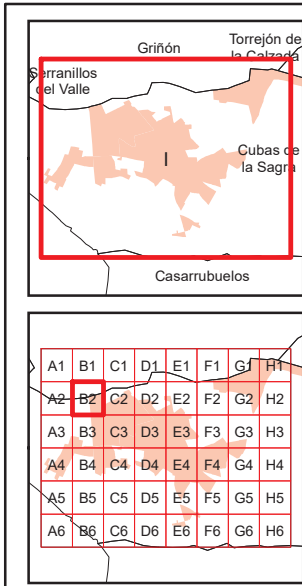 Griñón
Torrejón de
la Calzada
Serranillos
del Valle
I
Cubas de
la Sagra
Casarrubuelos
A1 B1 C1 D1 E1 F1 G1 H1
A2 B2 C2 D2 E2 F2 G2 H2
A3 B3 C3 D3 E3 F3 G3 H3
A4 B4 C4 D4 E4 F4 G4 H4
A5 B5 C5 D5 E5 F5 G5 H5
A6 B6 C6 D6 E6 F6 G6 H6